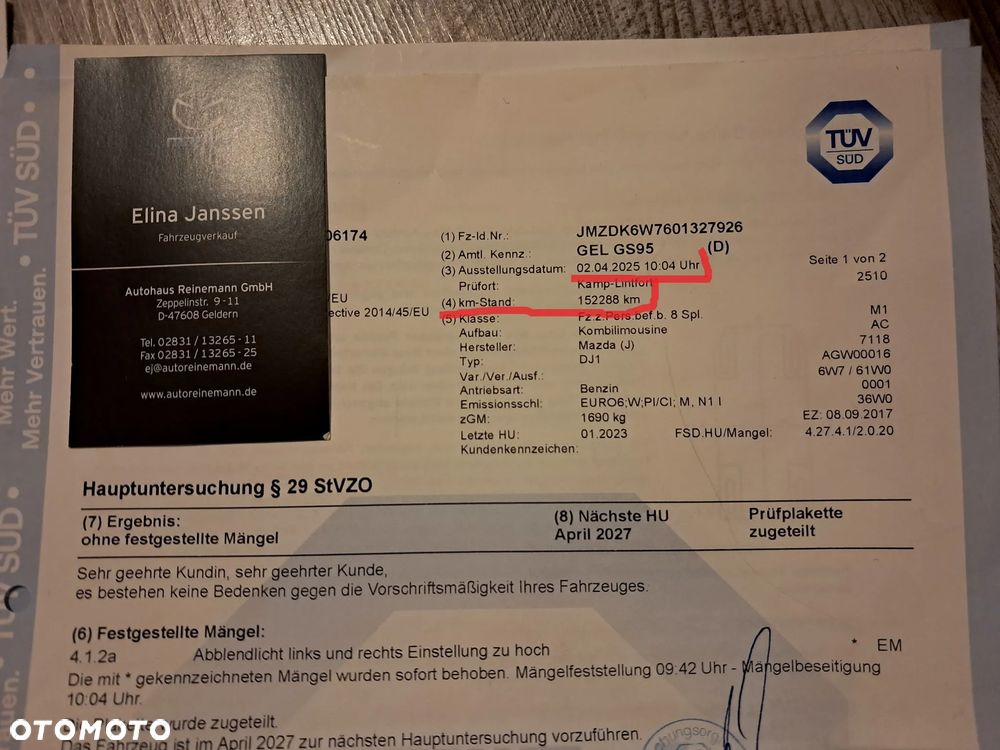 Mehr Wert.
Mehr Vertrauen.
• TÜV SÜD •
TÜV SÜD •
TÜV
SÜD
Elina Janssen
Fahrzeugverkauf
Autohaus Reinemann GmbH
Zeppelinstr. 9-11
D-47608 Geldern
Tel. 02831 / 13265 - 11
Fax 02831 / 13265 - 25
ej@autoreinemann.de
www.autoreinemann.de
06174
/EU
ective 2014/45/EU
(1) Fz-Id.Nr.: JMZDK6W7601327926
(2) Amtl. Kennz.: GEL GS95 (D)
(3) Ausstellungsdatum: 02.04.2025 10:04 Uhr Seite 1 von 2
Prüfort: Kamp-Lintfort 2510
(4) km-Stand: 152288 km
(5) Klasse: Fz.z.Pers.bef.b. 8 Spl. M1
Aufbau: Kombilimousine AC
Hersteller: Mazda (J) 7118
Typ: DJ1 AGW00016
Var./Ver./Ausf.: 6W7 / 61W0
Antriebsart: Benzin 0001
Emissionsschl: EURO6;W;PI/CI; M, N1 I 36W0
zGM: 1690 kg EZ: 08.09.2017
Letzte HU: 01.2023 FSD.HU/Mangel: 4.27.4.1/2.0.20
Kundenkennzeichen:
Hauptuntersuchung § 29 StVZO
(7) Ergebnis: (8) Nächste HU Prüfplakette
ohne festgestellte Mängel April 2027 zugeteilt
Sehr geehrte Kundin, sehr geehrter Kunde,
es bestehen keine Bedenken gegen die Vorschriftsmäßigkeit Ihres Fahrzeuges.
(6) Festgestellte Mängel:
4.1.2a Abblendlicht links und rechts Einstellung zu hoch * EM
Die mit * gekennzeichneten Mängel wurden sofort behoben. Mängelfeststellung 09:42 Uhr - Mängelbeseitigung
10:04 Uhr.
wurde zugeteilt.
Das Fahrzeug ist im April 2027 zur nächsten Hauptuntersuchung vorzuführen.
OTOMOTO